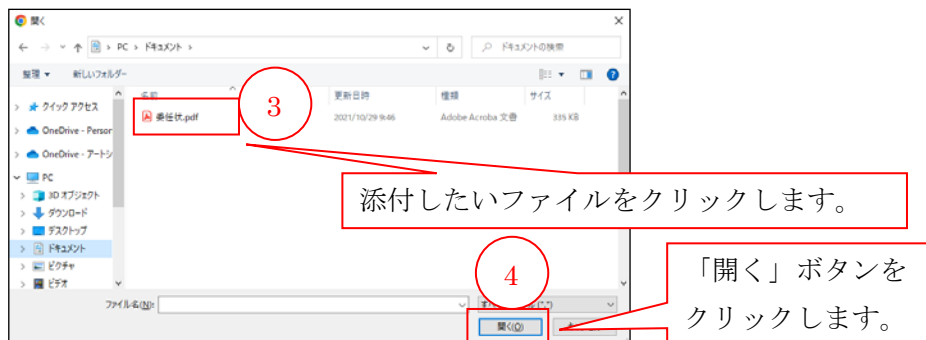 開く
PC > ドキュメント >
ドキュメントの検索
整理 新しいフォルダー
名前 更新日時 種類 サイズ
3
クイック アクセス
委任状.pdf 2021/10/29 9:46 Adobe Acroba 文書 335 KB
OneDrive - Person
OneDrive - アートシ
PC
3D オブジェクト
ダウンロード
デスクトップ
ドキュメント
ピクチャ
ビデオ
添付したいファイルをクリックします。
4
「開く」ボタンを
クリックします。
ファイル名(N):
開く(O)